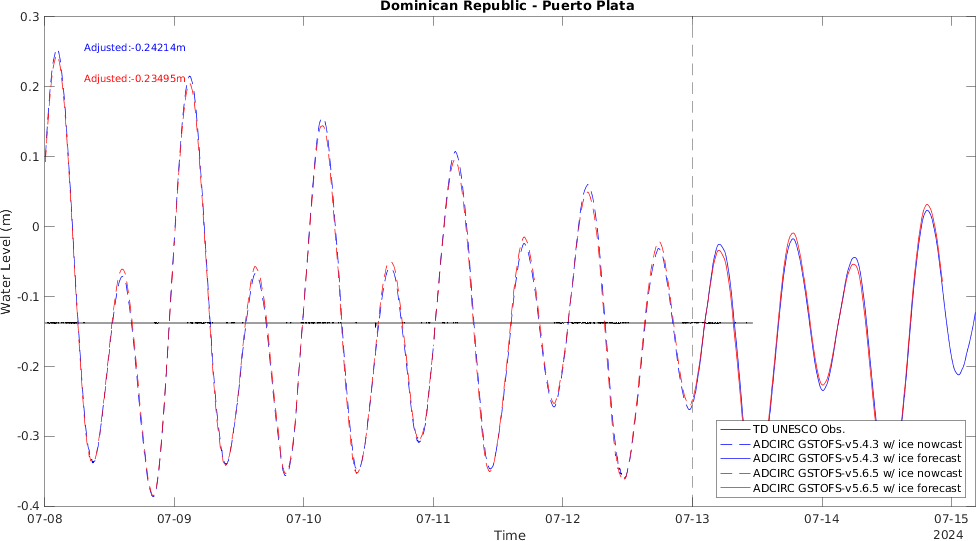 Dominican Republic - Puerto Plata
Adjusted:-0.24214m
Adjusted:-0.23495m
Water Level (m)
0.3
0.2
0.1
0
-0.1
-0.2
-0.3
-0.4
TD UNESCO Obs.
ADCIRC GSTOFS-v5.4.3 w/ ice nowcast
ADCIRC GSTOFS-v5.4.3 w/ ice forecast
ADCIRC GSTOFS-v5.6.5 w/ ice nowcast
ADCIRC GSTOFS-v5.6.5 w/ ice forecast
07-08 07-09 07-10 07-11 07-12 07-13 07-14 07-15
Time
2024